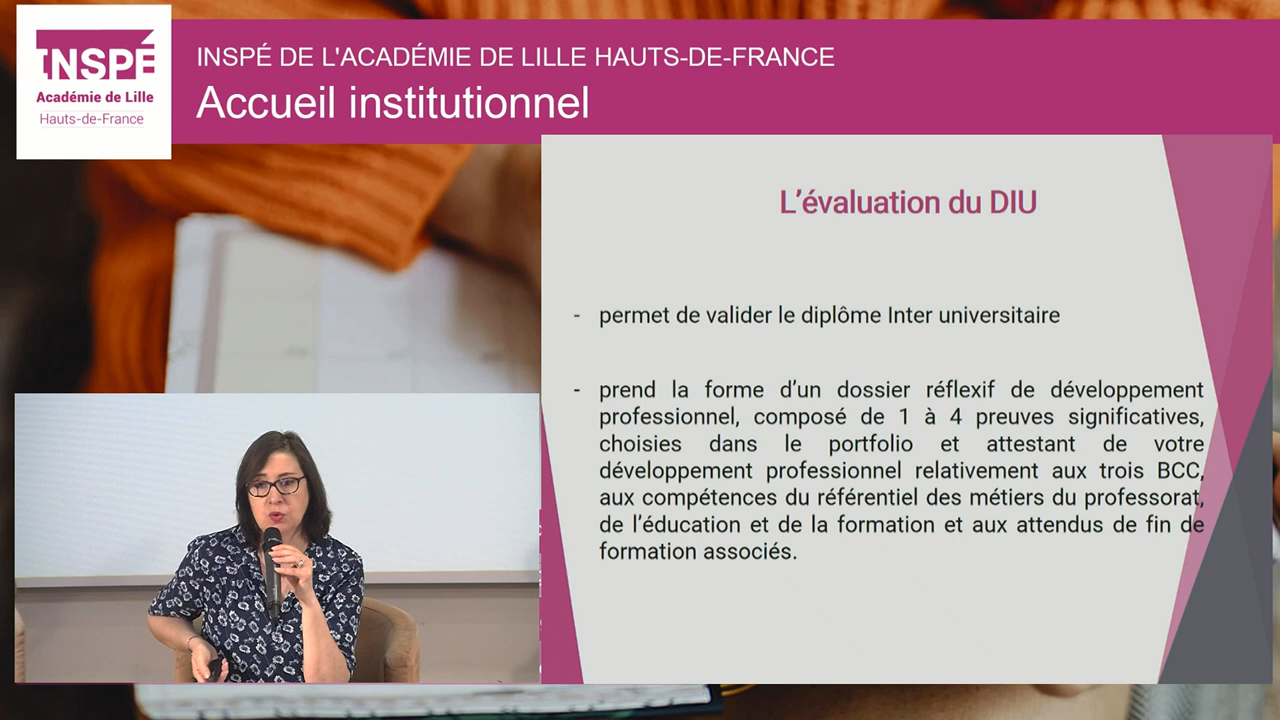 INSPÉ
Académie de Lille
Hauts-de-France
INSPÉ DE L'ACADÉMIE DE LILLE HAUTS-DE-FRANCE
Accueil institutionnel
L'évaluation du DIU
- permet de valider le diplôme Inter universitaire
- prend la forme d'un dossier réflexif de développement
professionnel, composé de 1 à 4 preuves significatives,
choisies dans le portfolio et attestant de votre
développement professionnel relativement aux trois BCC,
aux compétences du référentiel des métiers du professorat,
de l'éducation et de la formation et aux attendus de fin de
formation associés.